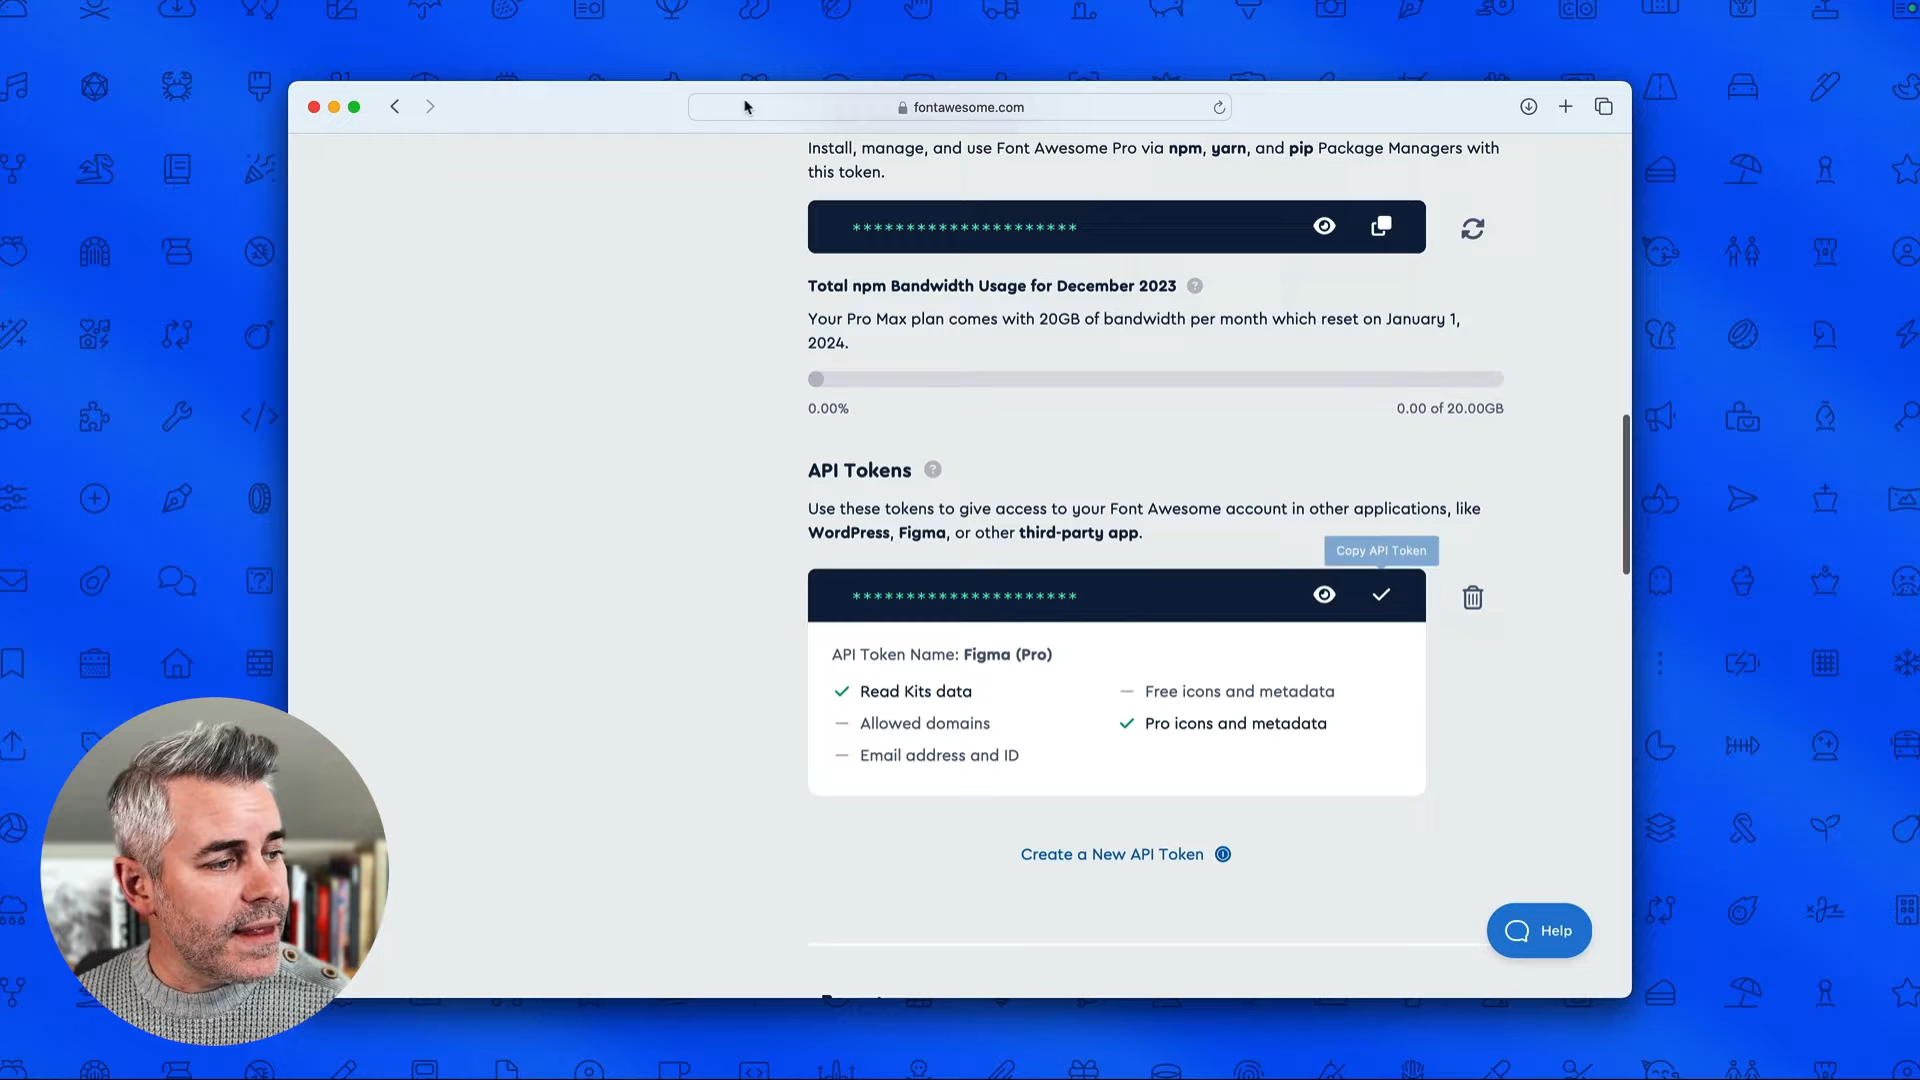 fontawesome.com
Install, manage, and use Font Awesome Pro via npm, yarn, and pip Package Managers with
this token.
********************
Total npm Bandwidth Usage for December 2023 ?
Your Pro Max plan comes with 20GB of bandwidth per month which reset on January 1,
2024.
0.00%
0.00 of 20.00GB
API Tokens ?
Use these tokens to give access to your Font Awesome account in other applications, like
WordPress, Figma, or other third-party app.
Copy API Token
********************
API Token Name: Figma (Pro)
Read Kits data
Free icons and metadata
Allowed domains
Pro icons and metadata
Email address and ID
Create a New API Token
Help